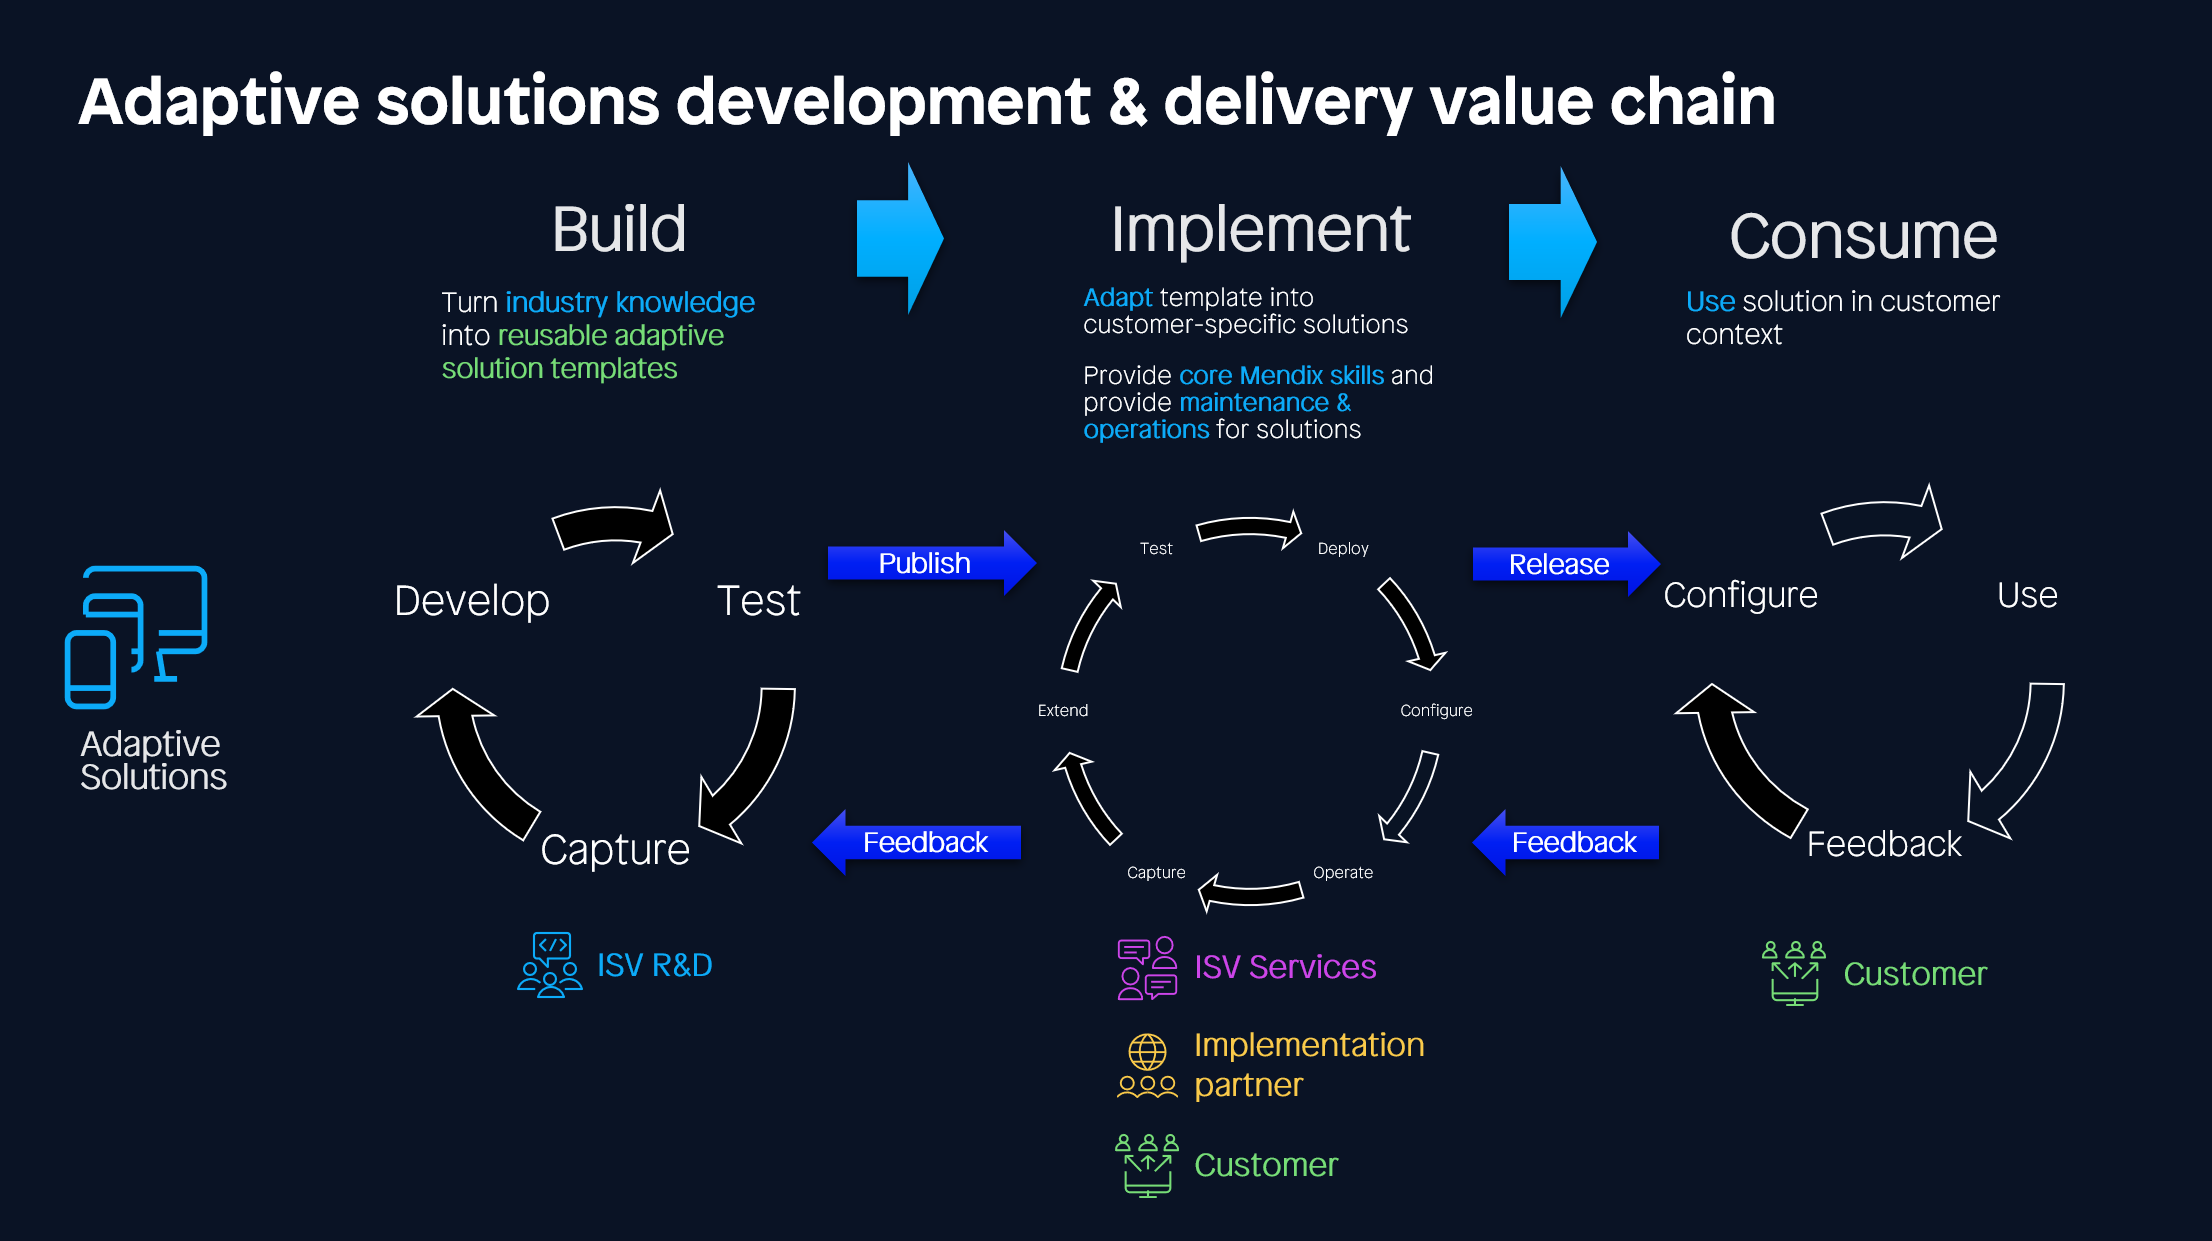 Adaptive solutions development & delivery value chain
Build
Implement
Consume
Turn industry knowledge
into reusable adaptive
solution templates
Adapt template into
customer-specific solutions
Provide core Mendix skills and
provide maintenance &
operations for solutions
Use solution in customer
context
Adaptive
Solutions
Develop
Test
Capture
Publish
Feedback
Test
Deploy
Configure
Operate
Capture
Extend
Release
Feedback
Configure
Use
Feedback
ISV R&D
ISV Services
Implementation
partner
Customer
Customer